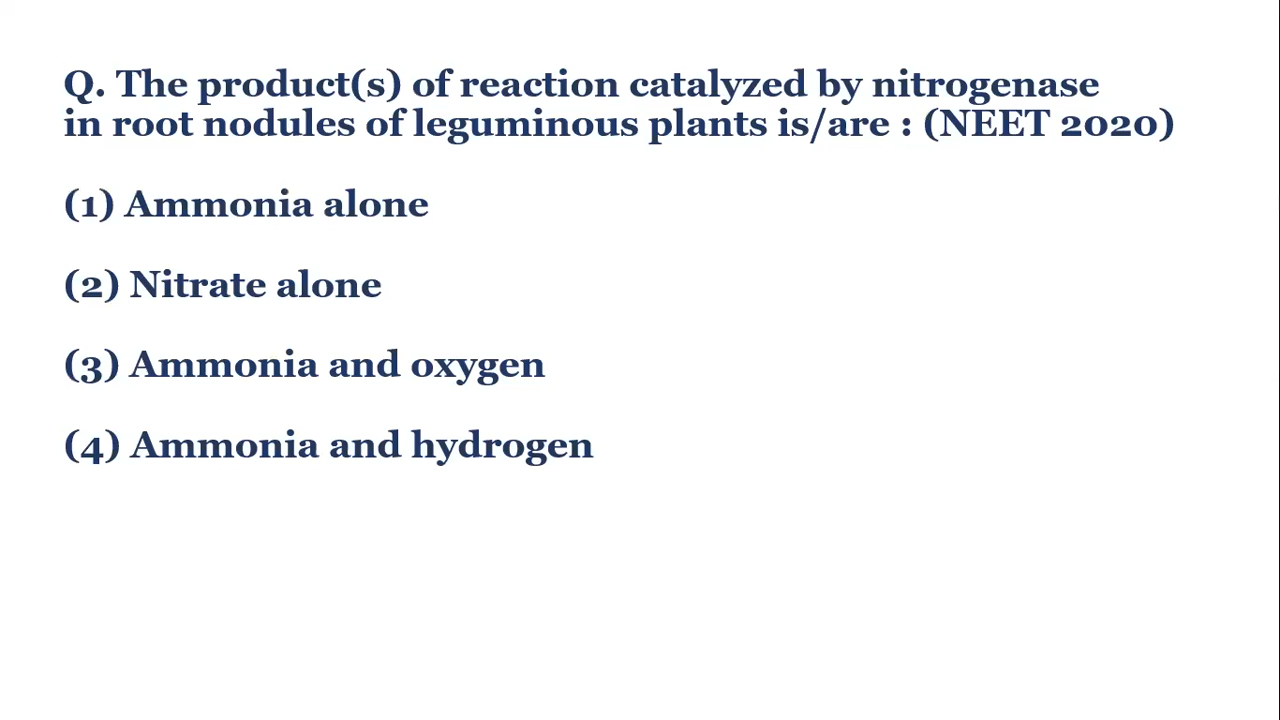 Q. The product(s) of reaction catalyzed by nitrogenase
in root nodules of leguminous plants is/are : (NEET 2020)
(1) Ammonia alone
(2) Nitrate alone
(3) Ammonia and oxygen
(4) Ammonia and hydrogen